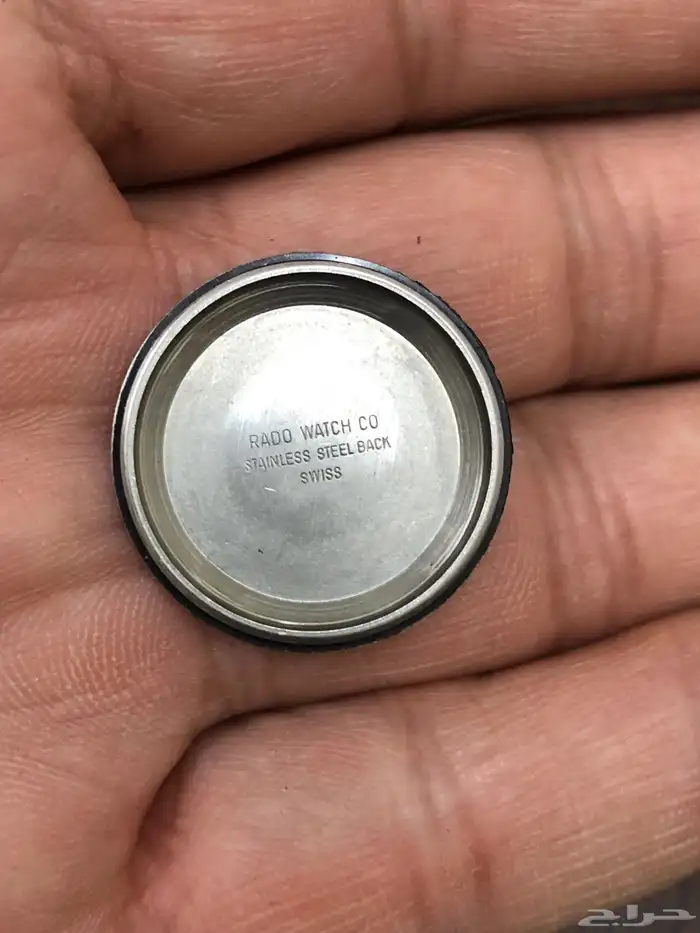 RADO WATCH CO
STAINLESS STEEL BACK
SWISS
حراج